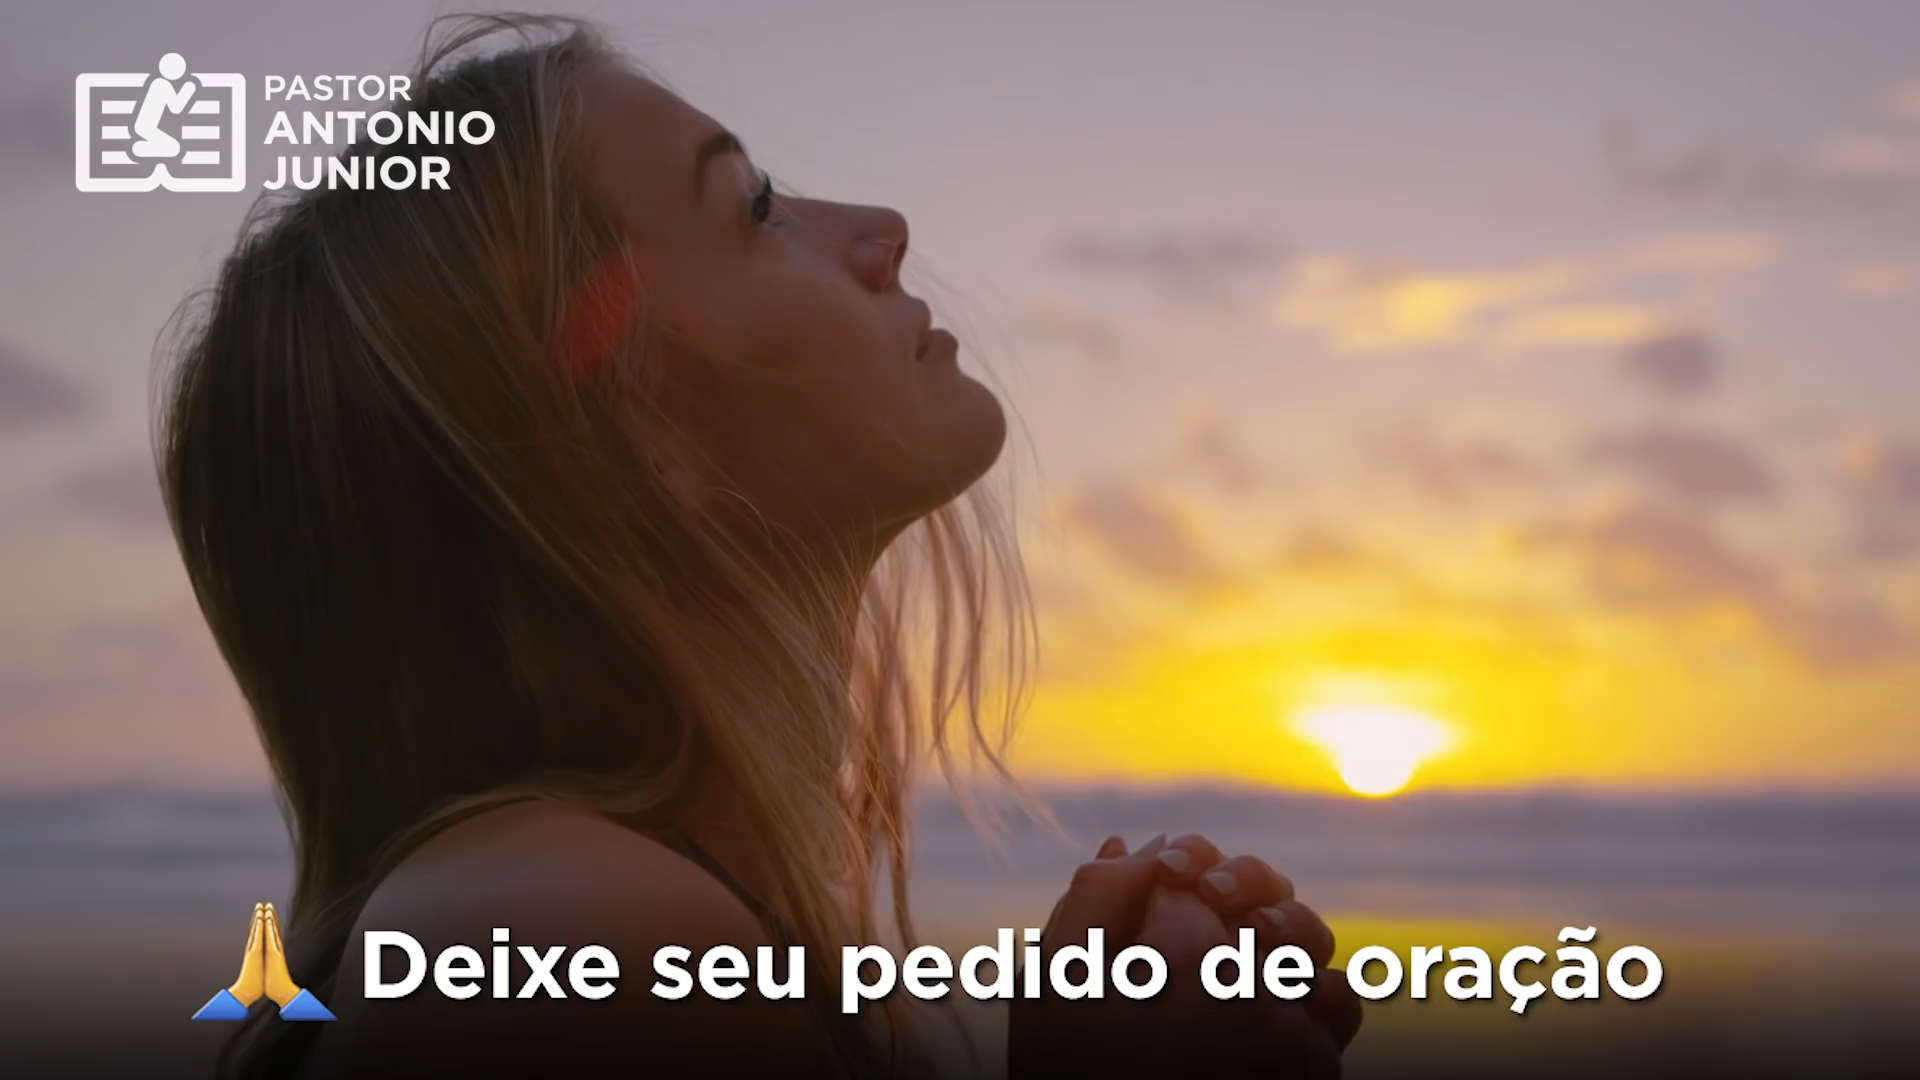 PASTOR
ANTONIO
JUNIOR
🙏 Deixe seu pedido de oração